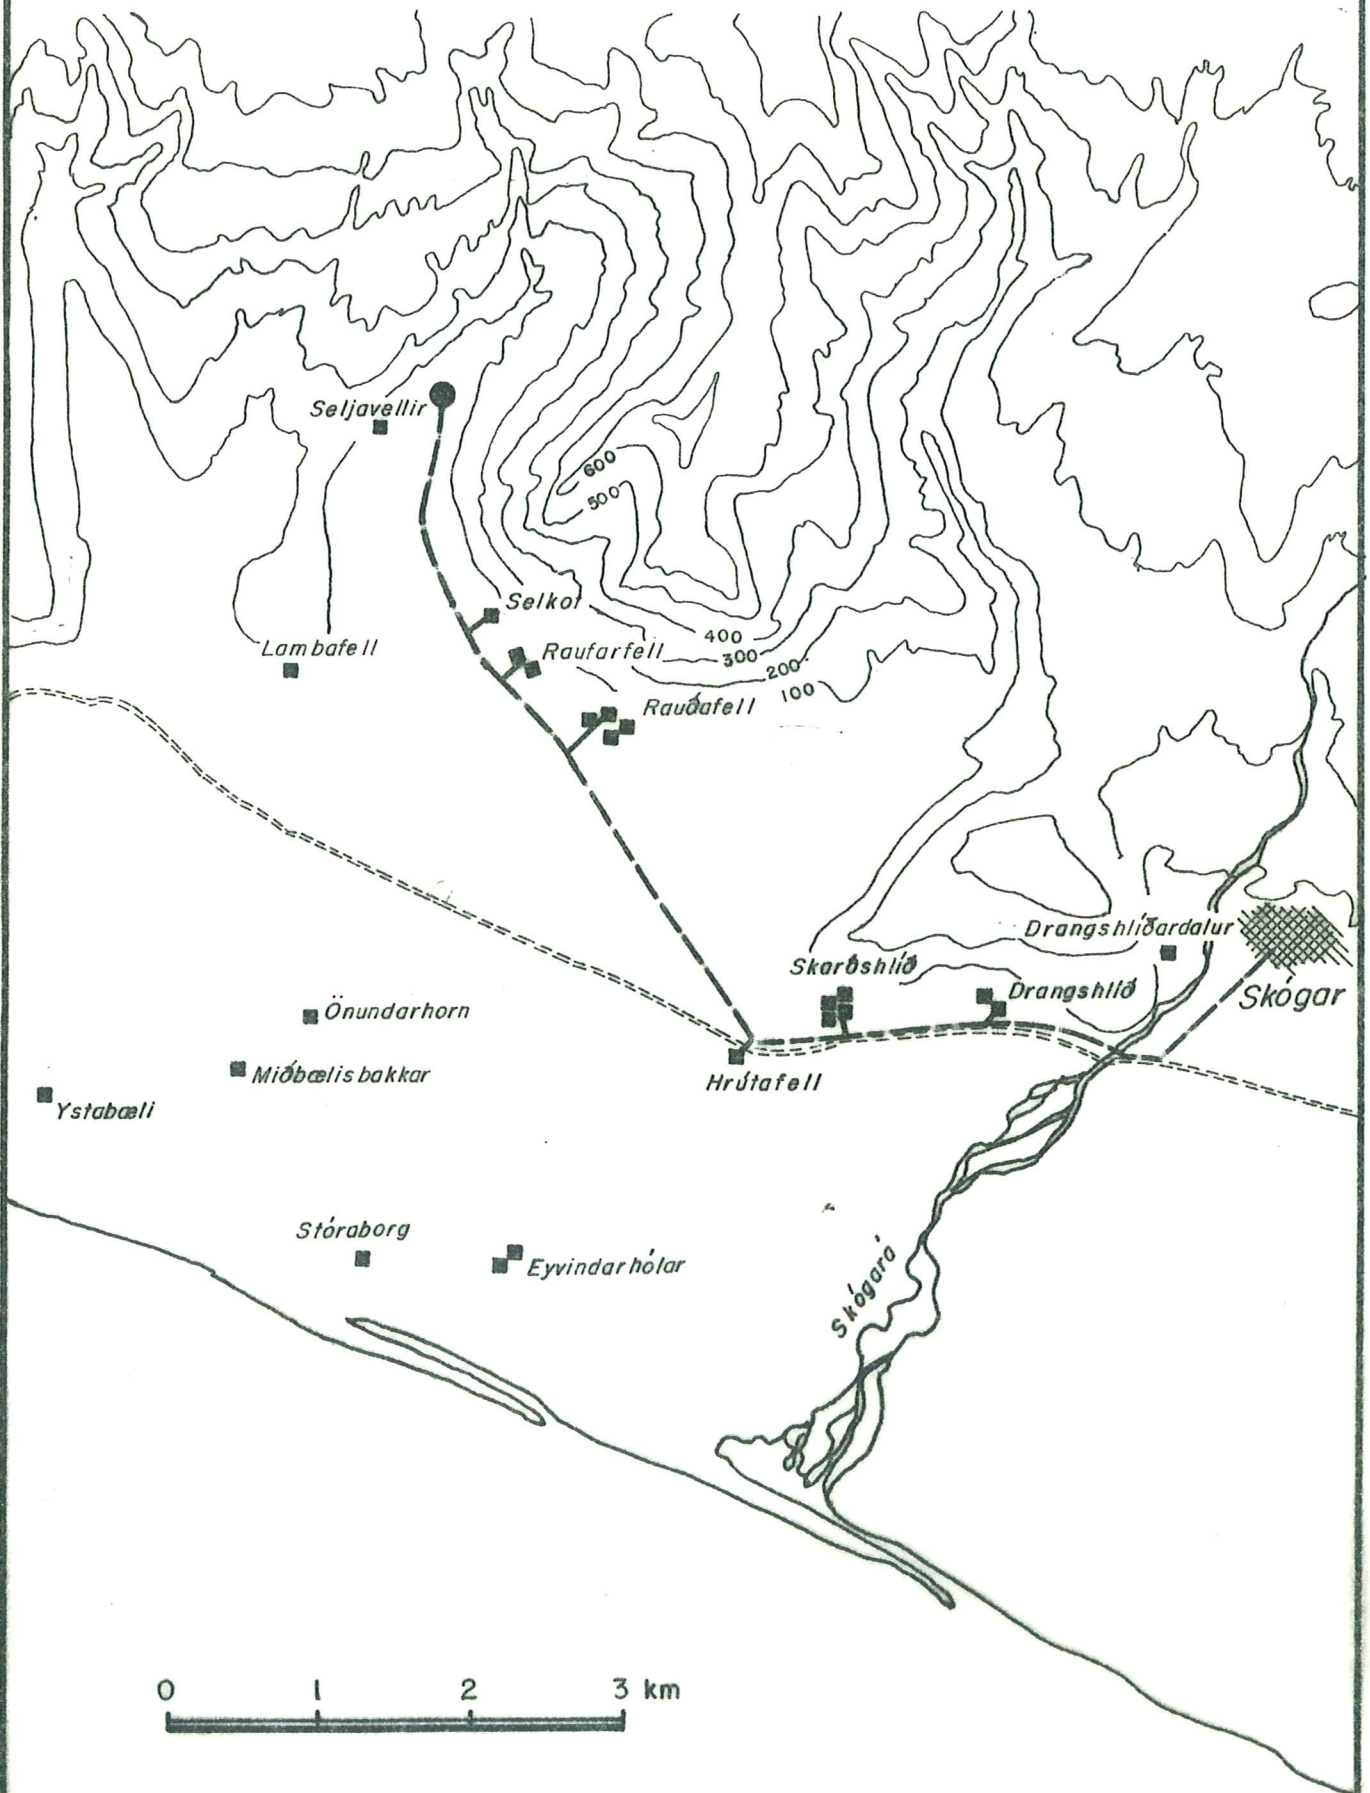 Seljavellir
600
500
Selkot
Lambafell
Raufarfell
400
300
200
100
Rauðafell
Drangshlíðardalur
Skarðshlíð
Drangshlíð
Skógar
Önundarhorn
Miðbælisbakkar
Hrútafell
Ystabæli
Stóraborg
Eyvindarhólar
Skógará
0 1 2 3 km